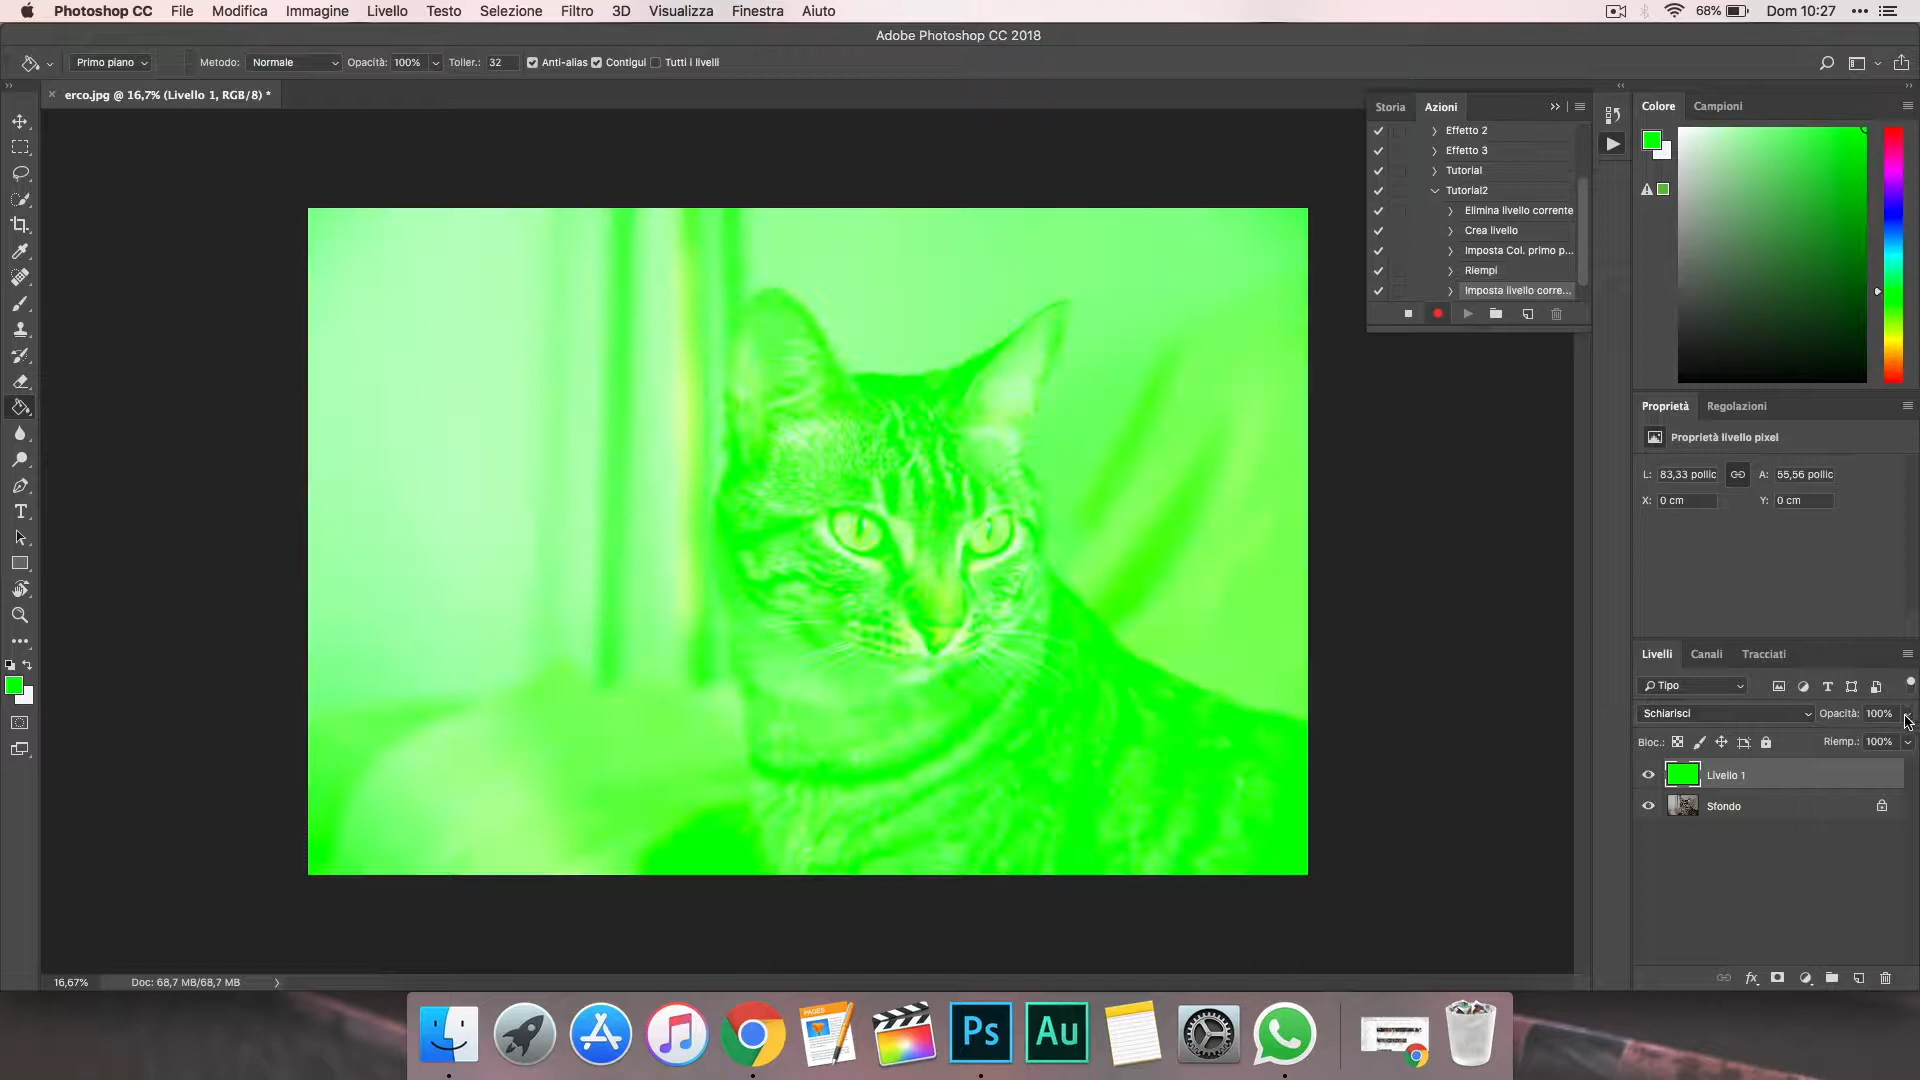 Photoshop CC File Modifica Immagine Livello Testo Selezione Filtro 3D Visualizza Finestra Aiuto 68% Dom 10:27
Adobe Photoshop CC 2018
Primo piano Metodo: Normale Opacità: 100% Toller.: 32 Anti-alias Contigui Tutti i livelli
erco.jpg @ 16,7% (Livello 1, RGB/8) *
Storia Azioni
Effetto 2
Effetto 3
Tutorial
Tutorial2
Elimina livello corrente
Crea livello
Imposta Col. primo p...
Riempi
Imposta livello corre...
Colore Campioni
Proprietà Regolazioni
Proprietà livello pixel
L: 83,33 pollic A: 55,56 pollic
X: 0 cm Y: 0 cm
Livelli Canali Tracciati
Tipo
Schiarisci Opacità: 100%
Bloc.: Riemp.: 100%
Livello 1
Sfondo
16,67% Doc: 68,7 MB/68,7 MB
PAGES
Ps
Au